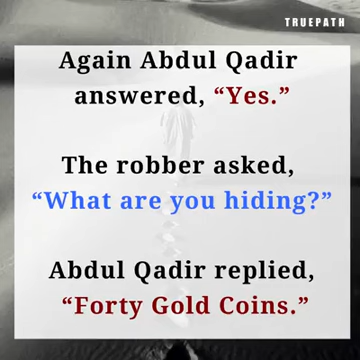 TRUEPATH
Again Abdul Qadir
answered, “Yes.”
The robber asked,
“What are you hiding?”
Abdul Qadir replied,
“Forty Gold Coins.”